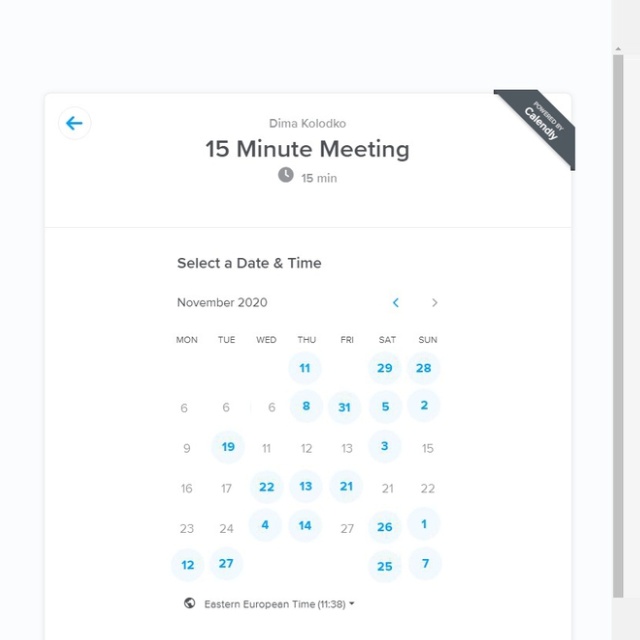 POWERED BY
Calendly
Dima Kolodko
15 Minute Meeting
15 min
Select a Date & Time
November 2020
MON TUE WED THU FRI SAT SUN
11 29 28
6 6 6 8 31 5 2
9 19 11 12 13 3 15
16 17 22 13 21 21 22
23 24 4 14 27 26 1
12 27 25 7
Eastern European Time (11:38)